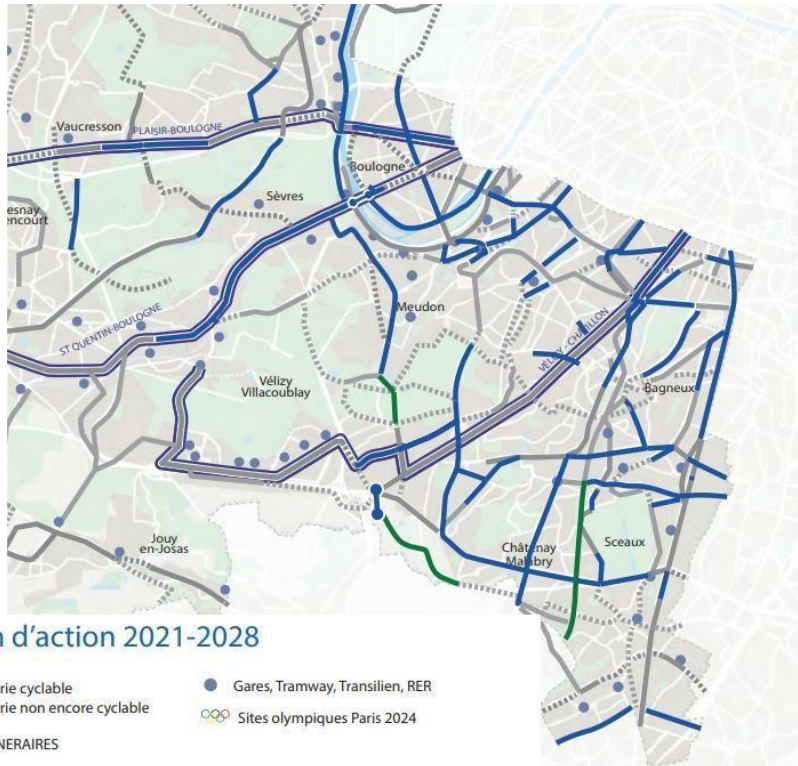 Vaucresson
PLAISIR-BOULOGNE
Boulogne
Sèvres
esnay
encourt
Meudon
ST QUENTIN-BOULOGNE
VÉLIZY - CHÂTILLON
Vélizy
Villacoublay
Bagneux
Jouy
en-Josas
Châtenay
Malabry
Sceaux
n d'action 2021-2028
rie cyclable
Gares, Tramway, Transilien, RER
rie non encore cyclable
Sites olympiques Paris 2024
NERAIRES